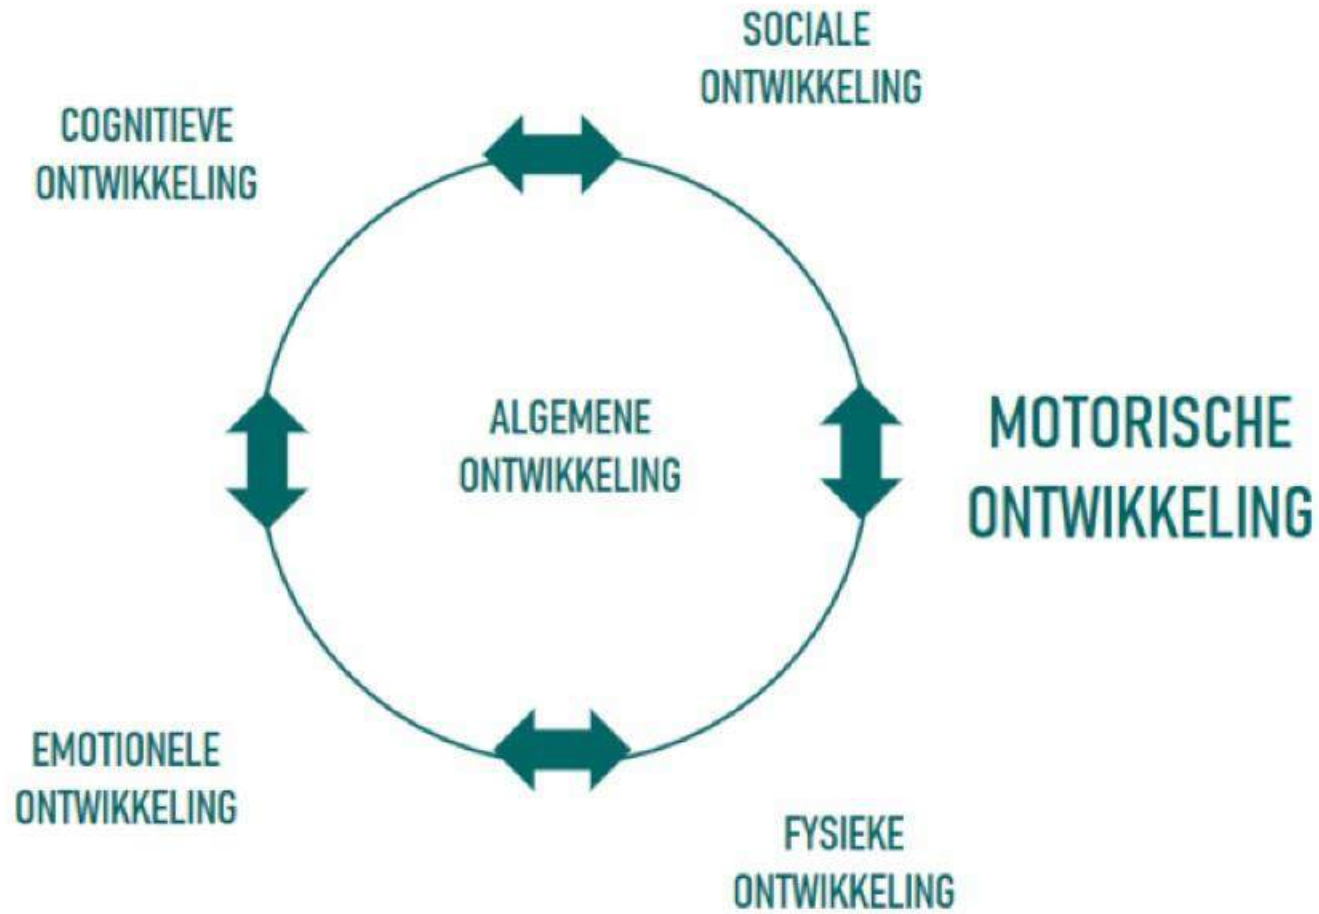 SOCIALE
ONTWIKKELING
COGNITIEVE
ONTWIKKELING
ALGEMENE
ONTWIKKELING
MOTORISCHE
ONTWIKKELING
EMOTIONELE
ONTWIKKELING
FYSIEKE
ONTWIKKELING